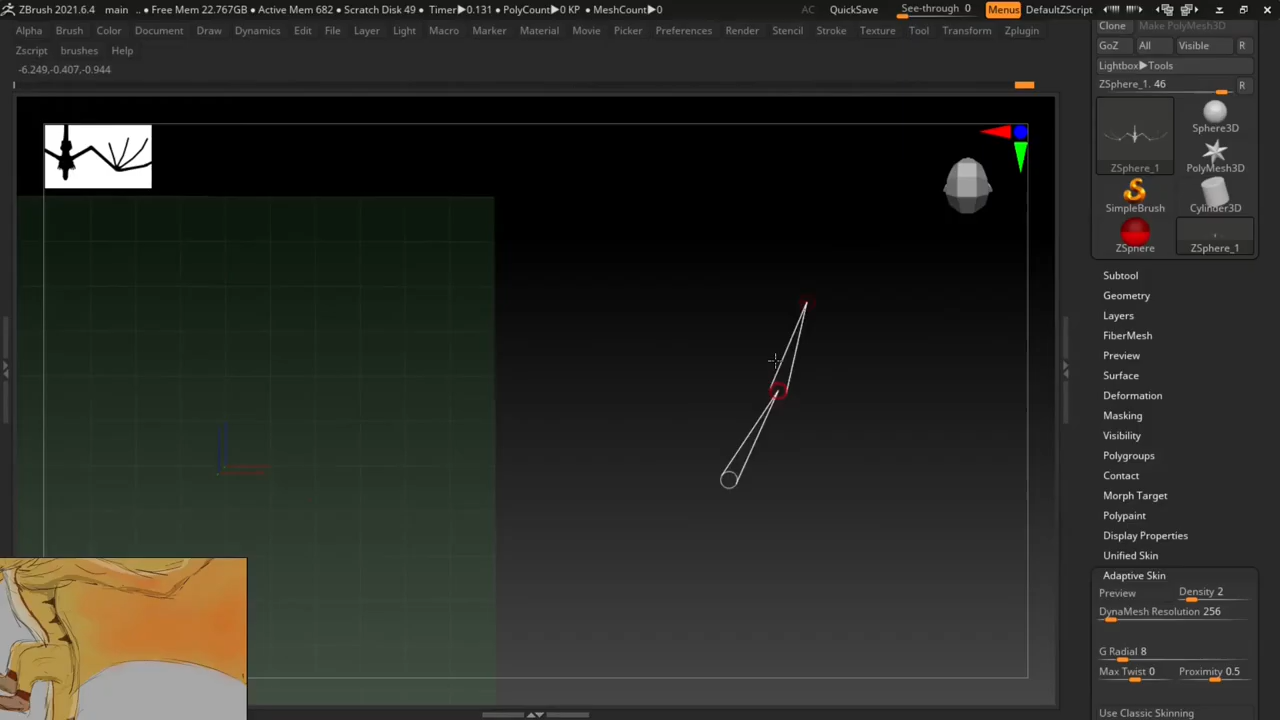 ZBrush 2021.6.4 main .. • Free Mem 22.767GB • Active Mem 682 • Scratch Disk 49 • Timer▶0.131 • PolyCount▶0 KP • MeshCount▶0 AC QuickSave See-through 0 Menus DefaultZScript
Alpha Brush Color Document Draw Dynamics Edit File Layer Light Macro Marker Material Movie Picker Preferences Render Stencil Stroke Texture Tool Transform Zplugin
Zscript brushes Help
-6.249,-0.407,-0.944
Clone Make PolyMesh3D
GoZ All Visible R
Lightbox▶Tools
ZSphere_1. 46 R
ZSphere_1 Sphere3D
PolyMesh3D
SimpleBrush Cylinder3D
ZSphere ZSphere_1
Subtool
Geometry
Layers
FiberMesh
Preview
Surface
Deformation
Masking
Visibility
Polygroups
Contact
Morph Target
Polypaint
Display Properties
Unified Skin
Adaptive Skin
Preview Density 2
DynaMesh Resolution 256
G Radial 8
Max Twist 0 Proximity 0.5
Use Classic Skinning